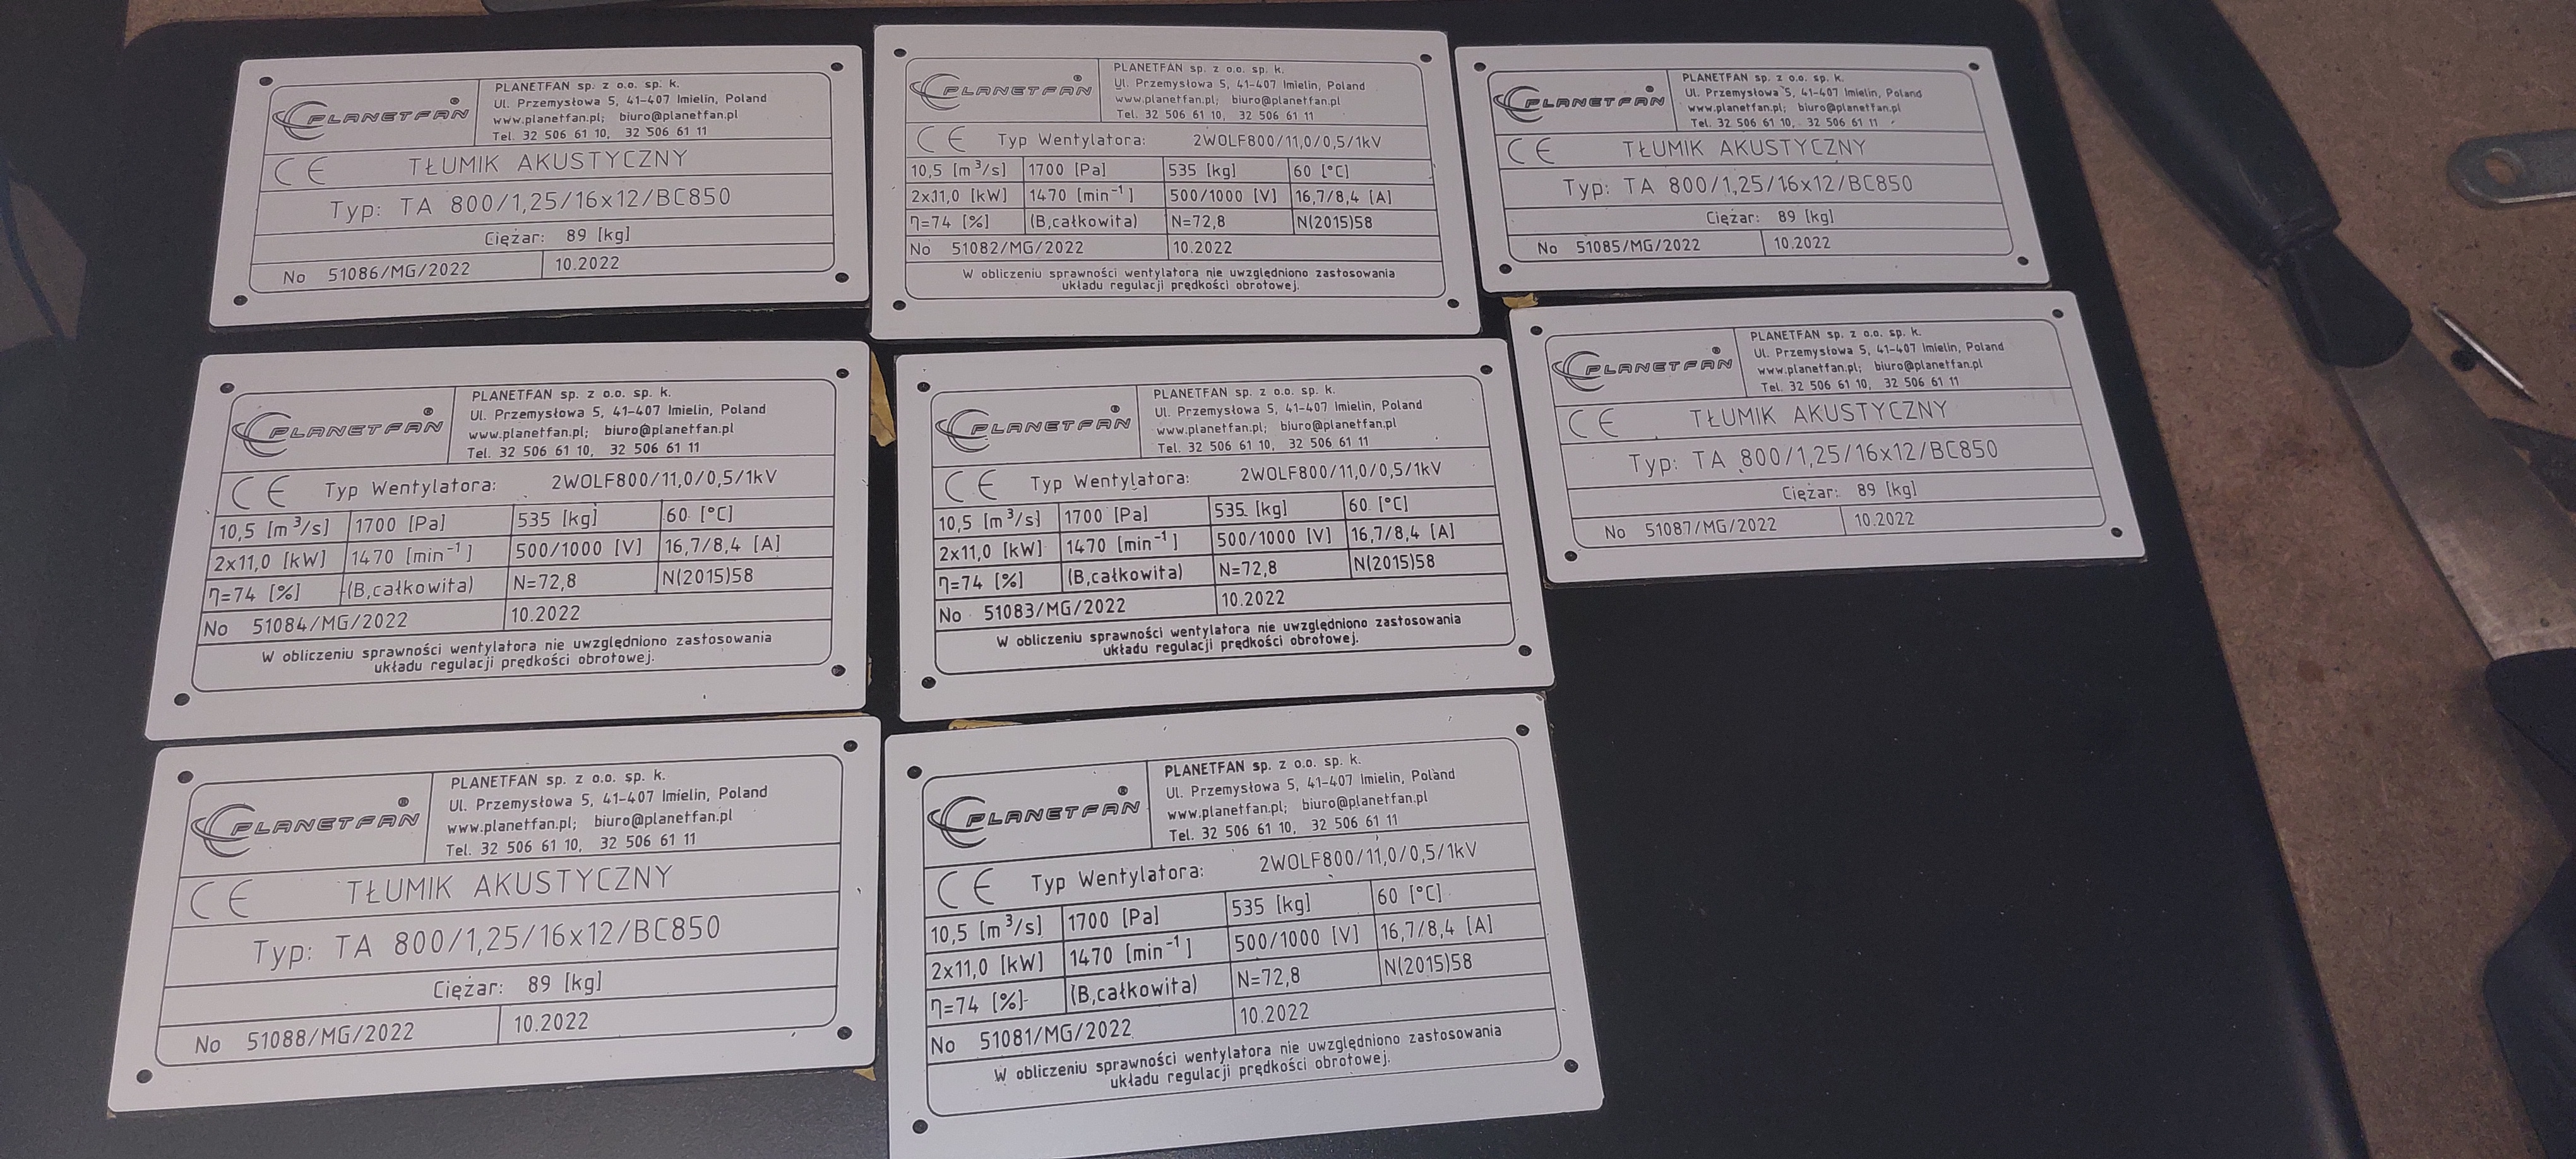 PLANETFAN®
PLANETFAN sp. z o.o. sp. k.
Ul. Przemysłowa 5, 41-407 Imielin, Poland
www.planetfan.pl; biuro@planetfan.pl
Tel. 32 506 61 10, 32 506 61 11
CE TŁUMIK AKUSTYCZNY
Typ: TA 800/1,25/16x12/BC850
Ciężar: 89 [kg]
No 51086/MG/2022 10.2022
PLANETFAN®
PLANETFAN sp. z o.o. sp. k.
Ul. Przemysłowa 5, 41-407 Imielin, Poland
www.planetfan.pl; biuro@planetfan.pl
Tel. 32 506 61 10, 32 506 61 11
CE Typ Wentylatora: 2WOLF800/11,0/0,5/1kV
10,5 [m³/s] 1700 [Pa] 535 [kg] 60 [°C]
2x11,0 [kW] 1470 [min⁻¹] 500/1000 [V] 16,7/8,4 [A]
η=74 [%] (B,całkowita) N=72,8 N(2015)58
No 51082/MG/2022 10.2022
W obliczeniu sprawności wentylatora nie uwzględniono zastosowania
układu regulacji prędkości obrotowej.
PLANETFAN®
PLANETFAN sp. z o.o. sp. k.
Ul. Przemysłowa 5, 41-407 Imielin, Poland
www.planetfan.pl; biuro@planetfan.pl
Tel. 32 506 61 10, 32 506 61 11
CE TŁUMIK AKUSTYCZNY
Typ: TA 800/1,25/16x12/BC850
Ciężar: 89 [kg]
No 51085/MG/2022 10.2022
PLANETFAN®
PLANETFAN sp. z o.o. sp. k.
Ul. Przemysłowa 5, 41-407 Imielin, Poland
www.planetfan.pl; biuro@planetfan.pl
Tel. 32 506 61 10, 32 506 61 11
CE Typ Wentylatora: 2WOLF800/11,0/0,5/1kV
10,5 [m³/s] 1700 [Pa] 535 [kg] 60 [°C]
2x11,0 [kW] 1470 [min⁻¹] 500/1000 [V] 16,7/8,4 [A]
η=74 [%] (B,całkowita) N=72,8 N(2015)58
No 51084/MG/2022 10.2022
W obliczeniu sprawności wentylatora nie uwzględniono zastosowania
układu regulacji prędkości obrotowej.
PLANETFAN®
PLANETFAN sp. z o.o. sp. k.
Ul. Przemysłowa 5, 41-407 Imielin, Poland
www.planetfan.pl; biuro@planetfan.pl
Tel. 32 506 61 10, 32 506 61 11
CE Typ Wentylatora: 2WOLF800/11,0/0,5/1kV
10,5 [m³/s] 1700 [Pa] 535 [kg] 60 [°C]
2x11,0 [kW] 1470 [min⁻¹] 500/1000 [V] 16,7/8,4 [A]
η=74 [%] (B,całkowita) N=72,8 N(2015)58
No 51083/MG/2022 10.2022
W obliczeniu sprawności wentylatora nie uwzględniono zastosowania
układu regulacji prędkości obrotowej.
PLANETFAN®
PLANETFAN sp. z o.o. sp. k.
Ul. Przemysłowa 5, 41-407 Imielin, Poland
www.planetfan.pl; biuro@planetfan.pl
Tel. 32 506 61 10, 32 506 61 11
CE TŁUMIK AKUSTYCZNY
Typ: TA 800/1,25/16x12/BC850
Ciężar: 89 [kg]
No 51087/MG/2022 10.2022
PLANETFAN®
PLANETFAN sp. z o.o. sp. k.
Ul. Przemysłowa 5, 41-407 Imielin, Poland
www.planetfan.pl; biuro@planetfan.pl
Tel. 32 506 61 10, 32 506 61 11
CE TŁUMIK AKUSTYCZNY
Typ: TA 800/1,25/16x12/BC850
Ciężar: 89 [kg]
No 51088/MG/2022 10.2022
PLANETFAN®
PLANETFAN sp. z o.o. sp. k.
Ul. Przemysłowa 5, 41-407 Imielin, Poland
www.planetfan.pl; biuro@planetfan.pl
Tel. 32 506 61 10, 32 506 61 11
CE Typ Wentylatora: 2WOLF800/11,0/0,5/1kV
10,5 [m³/s] 1700 [Pa] 535 [kg] 60 [°C]
2x11,0 [kW] 1470 [min⁻¹] 500/1000 [V] 16,7/8,4 [A]
η=74 [%] (B,całkowita) N=72,8 N(2015)58
No 51081/MG/2022 10.2022
W obliczeniu sprawności wentylatora nie uwzględniono zastosowania
układu regulacji prędkości obrotowej.